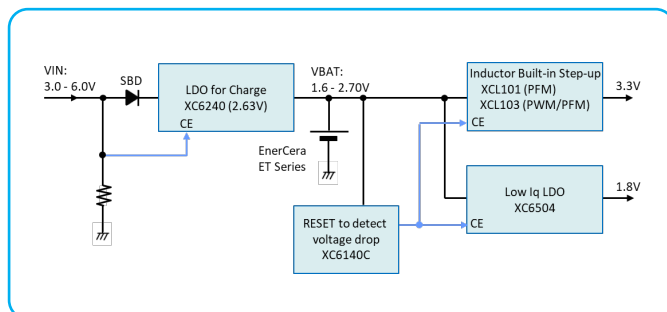 VIN:
3.0 - 6.0V
SBD
LDO for Charge
XC6240 (2.63V)
CE
VBAT:
1.6 - 2.70V
EnerCera
ET Series
Inductor Built-in Step-up
XCL101 (PFM)
XCL103 (PWM/PFM)
CE
3.3V
RESET to detect
voltage drop
XC6140C
Low Iq LDO
XC6504
CE
1.8V